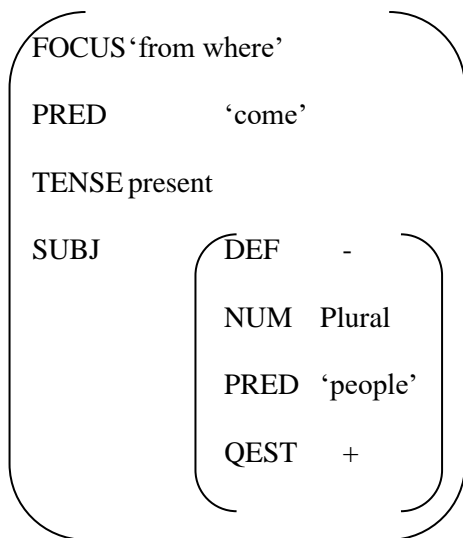 FOCUS ‘from where’
PRED ‘come’
TENSE present
SUBJ DEF -
NUM Plural
PRED ‘people’
QEST +